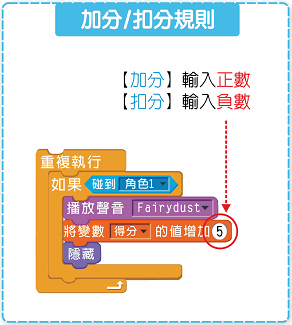 加分/扣分規則
【加分】輸入正數
【扣分】輸入負數
重複執行
如果 碰到 角色1
播放聲音 Fairydust
將變數 得分 的值增加 5
隱藏